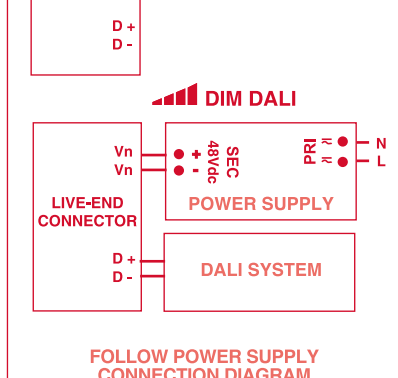 D +
D -
DIM DALI
Vn
Vn
+
-
SEC
48Vdc
PRI
≂
≂
N
L
LIVE-END
CONNECTOR
POWER SUPPLY
D +
D -
DALI SYSTEM
FOLLOW POWER SUPPLY
CONNECTION DIAGRAM